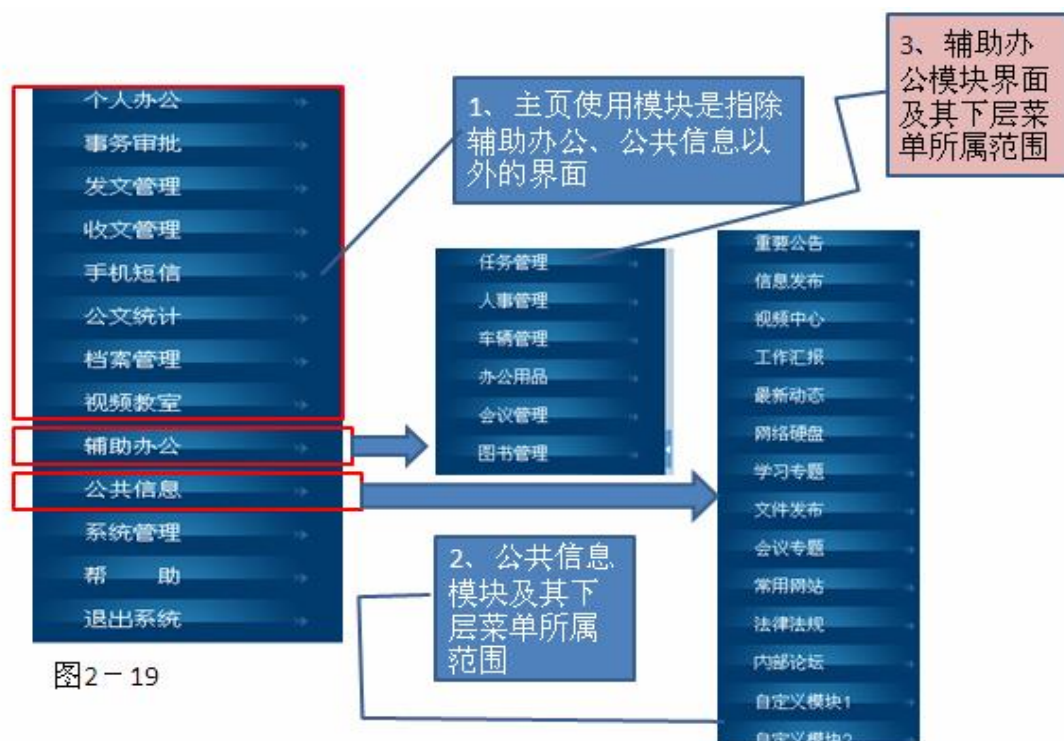 个人办公
事务审批
发文管理
收文管理
手机短信
公文统计
档案管理
视频教室
辅助办公
公共信息
系统管理
帮 助
退出系统
图2－19
1、主页使用模块是指除
辅助办公、公共信息以
外的界面
3、辅助办
公模块界面
及其下层菜
单所属范围
任务管理
人事管理
车辆管理
办公用品
会议管理
图书管理
2、公共信息
模块及其下
层菜单所属
范围
重要公告
信息发布
视频中心
工作汇报
最新动态
网络硬盘
学习专题
文件发布
会议专题
常用网站
法律法规
内部论坛
自定义模块1
自定义模块2